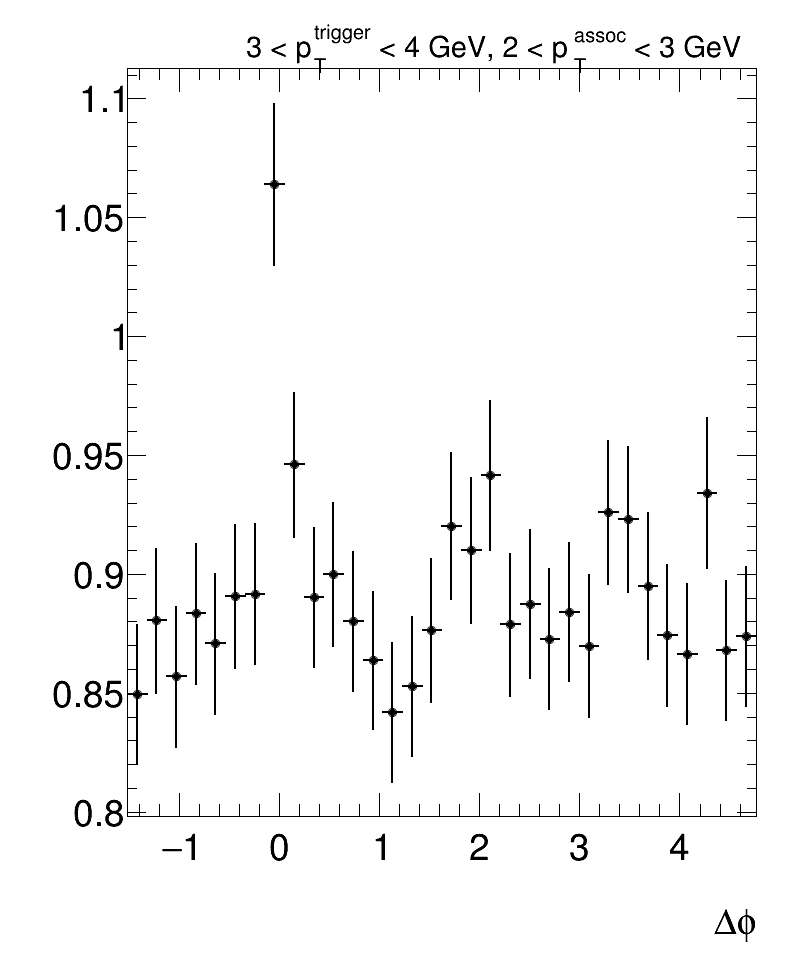 3 < p_T^trigger < 4 GeV, 2 < p_T^assoc < 3 GeV
1.1
1.05
1
0.95
0.9
0.85
0.8
−1 0 1 2 3 4
Δϕ